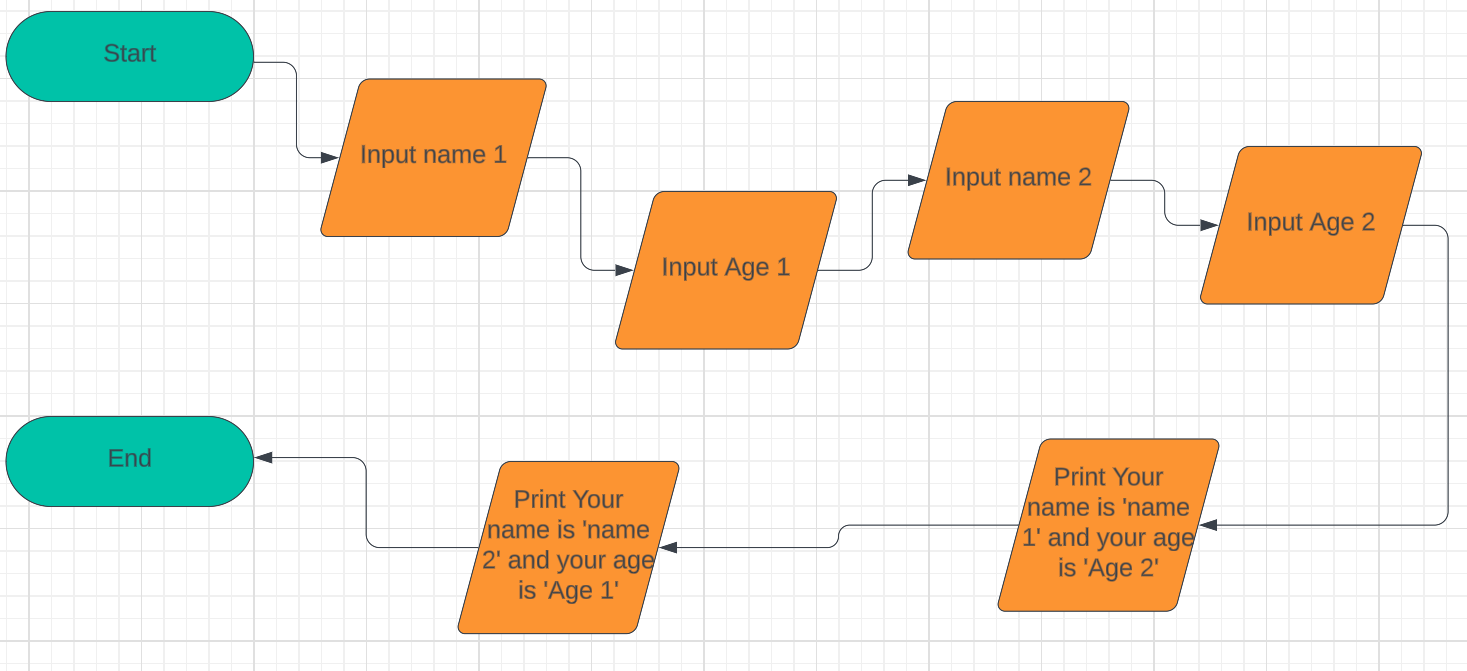 Start
Input name 1
Input Age 1
Input name 2
Input Age 2
Print Your
name is 'name
1' and your age
is 'Age 2'
Print Your
name is 'name
2' and your age
is 'Age 1'
End